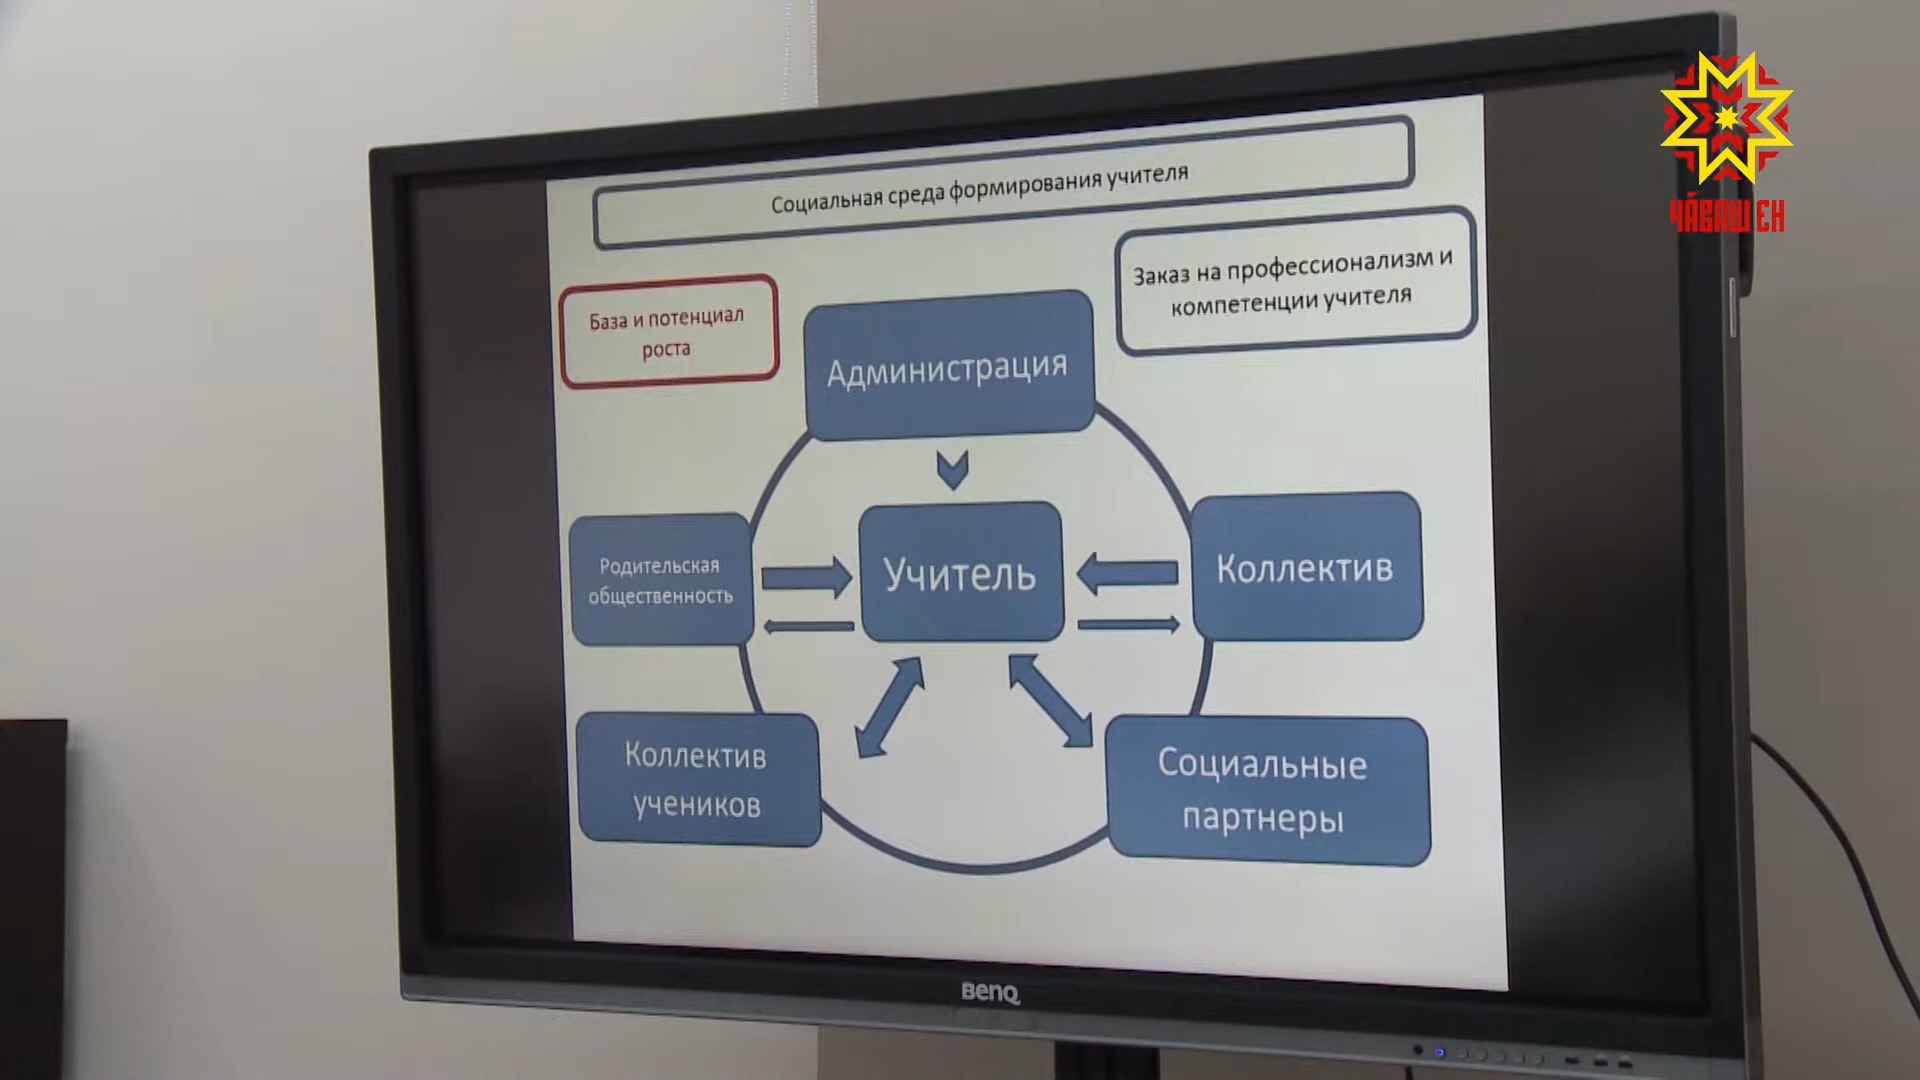 Социальная среда формирования учителя
База и потенциал
роста
Заказ на профессионализм и
компетенции учителя
Администрация
Родительская
общественность
Учитель
Коллектив
Коллектив
учеников
Социальные
партнеры
BenQ
ЧӐВАШ ЕН